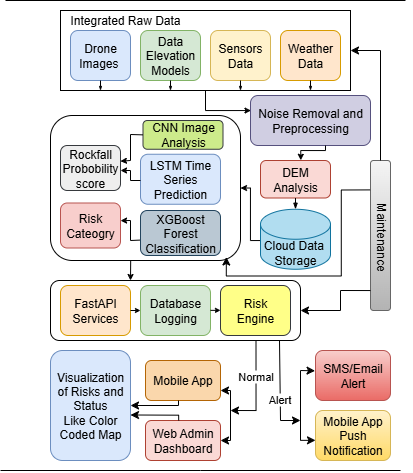 Integrated Raw Data
Drone
Images
Data
Elevation
Models
Sensors
Data
Weather
Data
Noise Removal and
Preprocessing
CNN Image
Analysis
Rockfall
Probobility
score
LSTM Time
Series
Prediction
DEM
Analysis
Risk
Cateogry
XGBoost
Forest
Classification
Cloud Data
Storage
Maintenance
FastAPI
Services
Database
Logging
Risk
Engine
Normal
Alert
Visualization
of Risks and
Status
Like Color
Coded Map
Mobile App
Web Admin
Dashboard
SMS/Email
Alert
Mobile App
Push
Notification